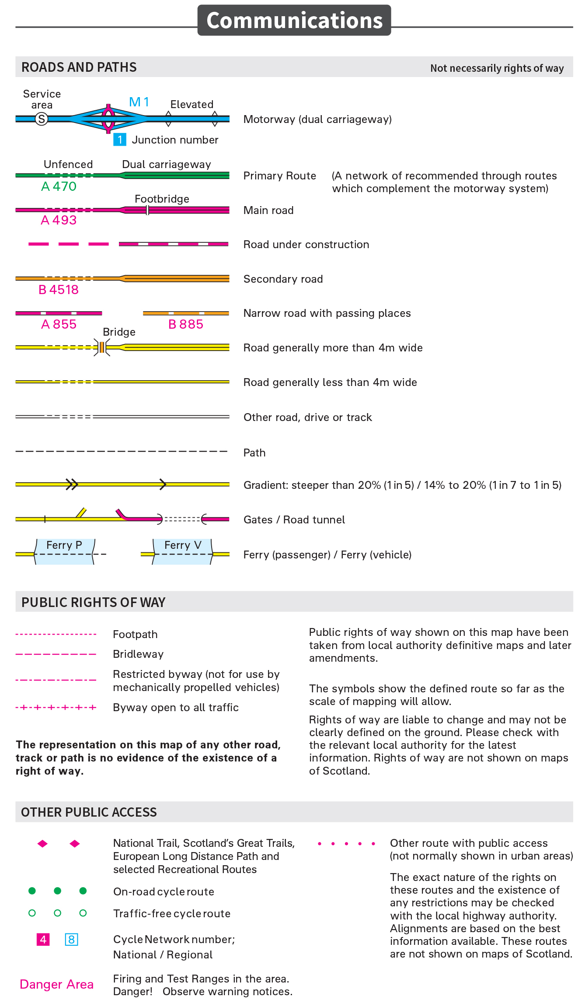 Communications
ROADS AND PATHS
Not necessarily rights of way
Service
area
S
M 1
Elevated
Motorway (dual carriageway)
1
Junction number
Unfenced
Dual carriageway
A 470
Primary Route
(A network of recommended through routes
which complement the motorway system)
Footbridge
A 493
Main road
Road under construction
B 4518
Secondary road
A 855
B 885
Narrow road with passing places
Bridge
Road generally more than 4m wide
Road generally less than 4m wide
Other road, drive or track
Path
Gradient: steeper than 20% (1 in 5) / 14% to 20% (1 in 7 to 1 in 5)
Gates / Road tunnel
Ferry P
Ferry V
Ferry (passenger) / Ferry (vehicle)
PUBLIC RIGHTS OF WAY
Footpath
Bridleway
Restricted byway (not for use by
mechanically propelled vehicles)
Byway open to all traffic
The representation on this map of any other road,
track or path is no evidence of the existence of a
right of way.
Public rights of way shown on this map have been
taken from local authority definitive maps and later
amendments.
The symbols show the defined route so far as the
scale of mapping will allow.
Rights of way are liable to change and may not be
clearly defined on the ground. Please check with
the relevant local authority for the latest
information. Rights of way are not shown on maps
of Scotland.
OTHER PUBLIC ACCESS
National Trail, Scotland's Great Trails,
European Long Distance Path and
selected Recreational Routes
On-road cycle route
Traffic-free cycle route
4
8
Cycle Network number;
National / Regional
Danger Area
Firing and Test Ranges in the area.
Danger! Observe warning notices.
Other route with public access
(not normally shown in urban areas)
The exact nature of the rights on
these routes and the existence of
any restrictions may be checked
with the local highway authority.
Alignments are based on the best
information available. These routes
are not shown on maps of Scotland.